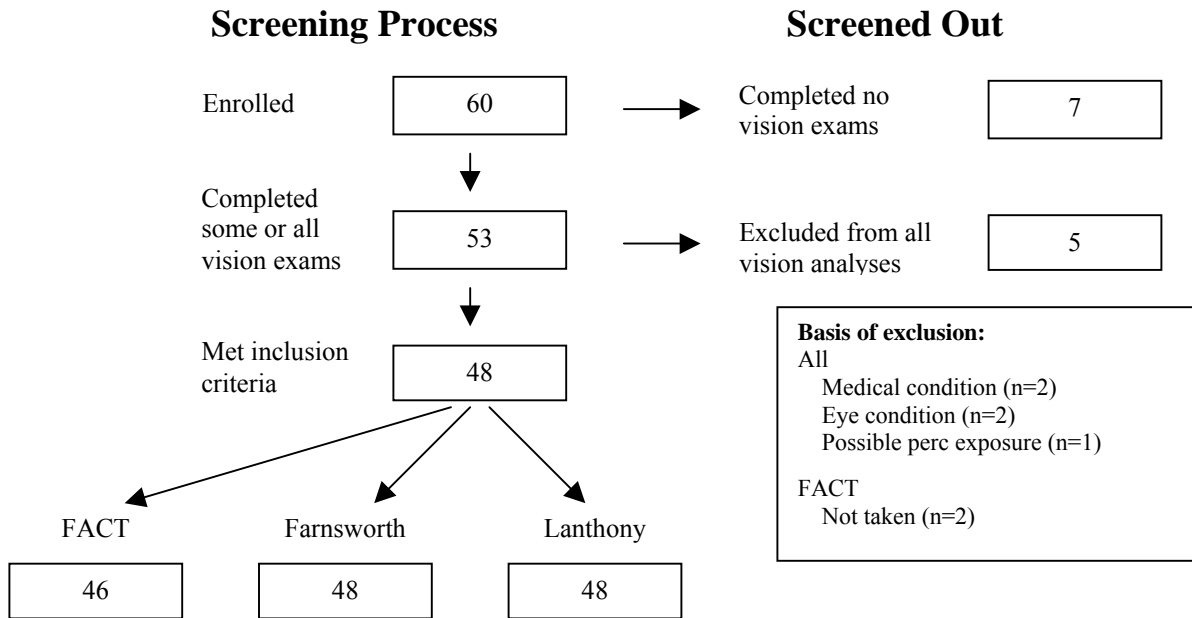 Screening Process
Screened Out
Enrolled
60
Completed no
vision exams
7
Completed
some or all
vision exams
53
Excluded from all
vision analyses
5
Met inclusion
criteria
48
Basis of exclusion:
All
Medical condition (n=2)
Eye condition (n=2)
Possible perc exposure (n=1)
FACT
Not taken (n=2)
FACT
Farnsworth
Lanthony
46
48
48